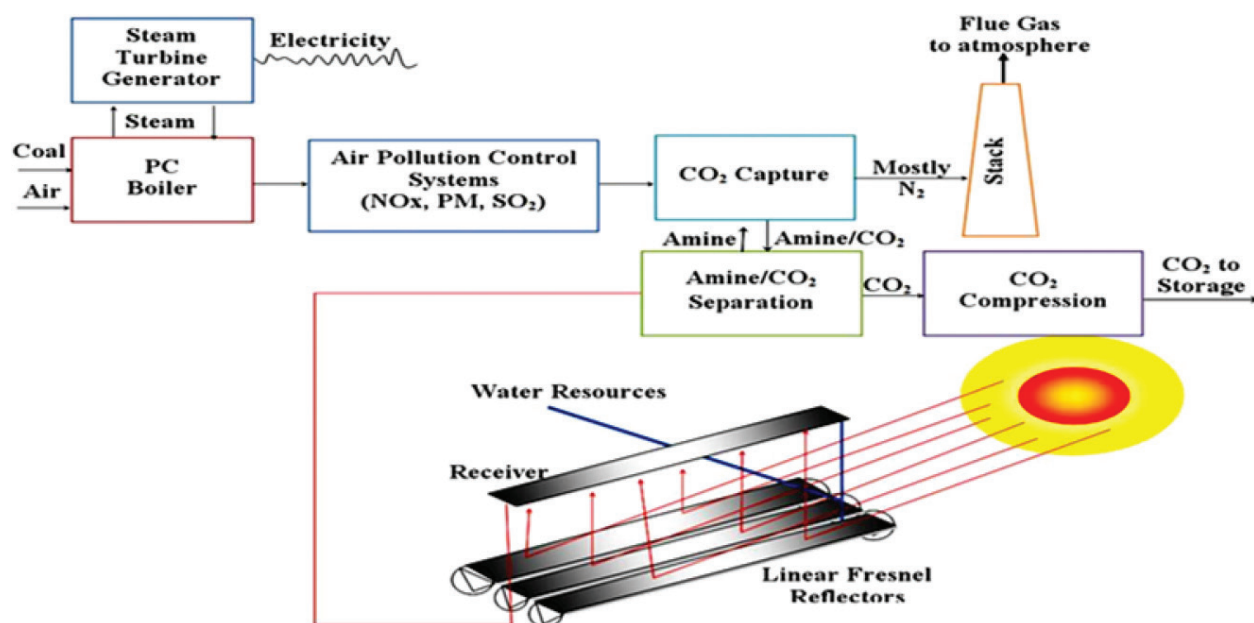 Steam
Turbine
Generator
Electricity
Flue Gas
to atmosphere
Steam
Coal
Air
PC
Boiler
Air Pollution Control
Systems
(NOx, PM, SO₂)
CO₂ Capture
Mostly
N₂
Stack
Amine
Amine/CO₂
Amine/CO₂
Separation
CO₂
CO₂
Compression
CO₂ to
Storage
Water Resources
Receiver
Linear Fresnel
Reflectors